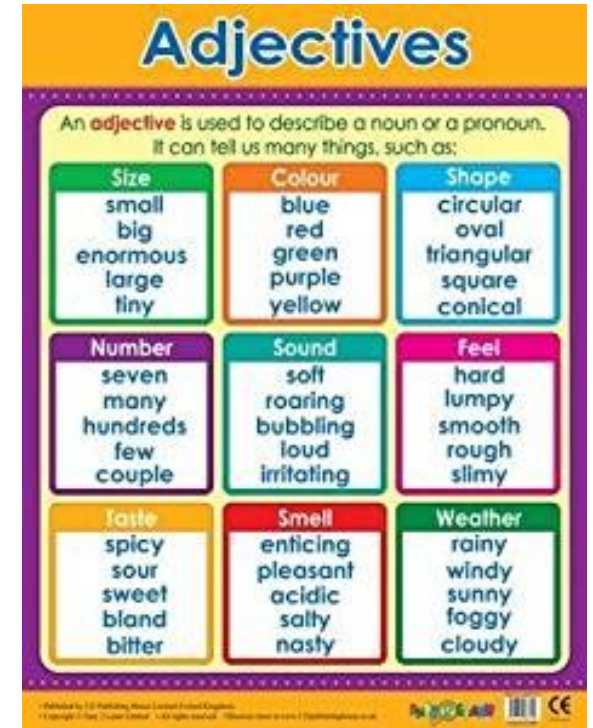 Adjectives
An adjective is used to describe a noun or a pronoun.
It can tell us many things, such as:
Size
small
big
enormous
large
tiny
Colour
blue
red
green
purple
yellow
Shape
circular
oval
triangular
square
conical
Number
seven
many
hundreds
few
couple
Sound
soft
roaring
bubbling
loud
irritating
Feel
hard
lumpy
smooth
rough
slimy
Taste
spicy
sour
sweet
bland
bitter
Smell
enticing
pleasant
acidic
salty
nasty
Weather
rainy
windy
sunny
foggy
cloudy
CE